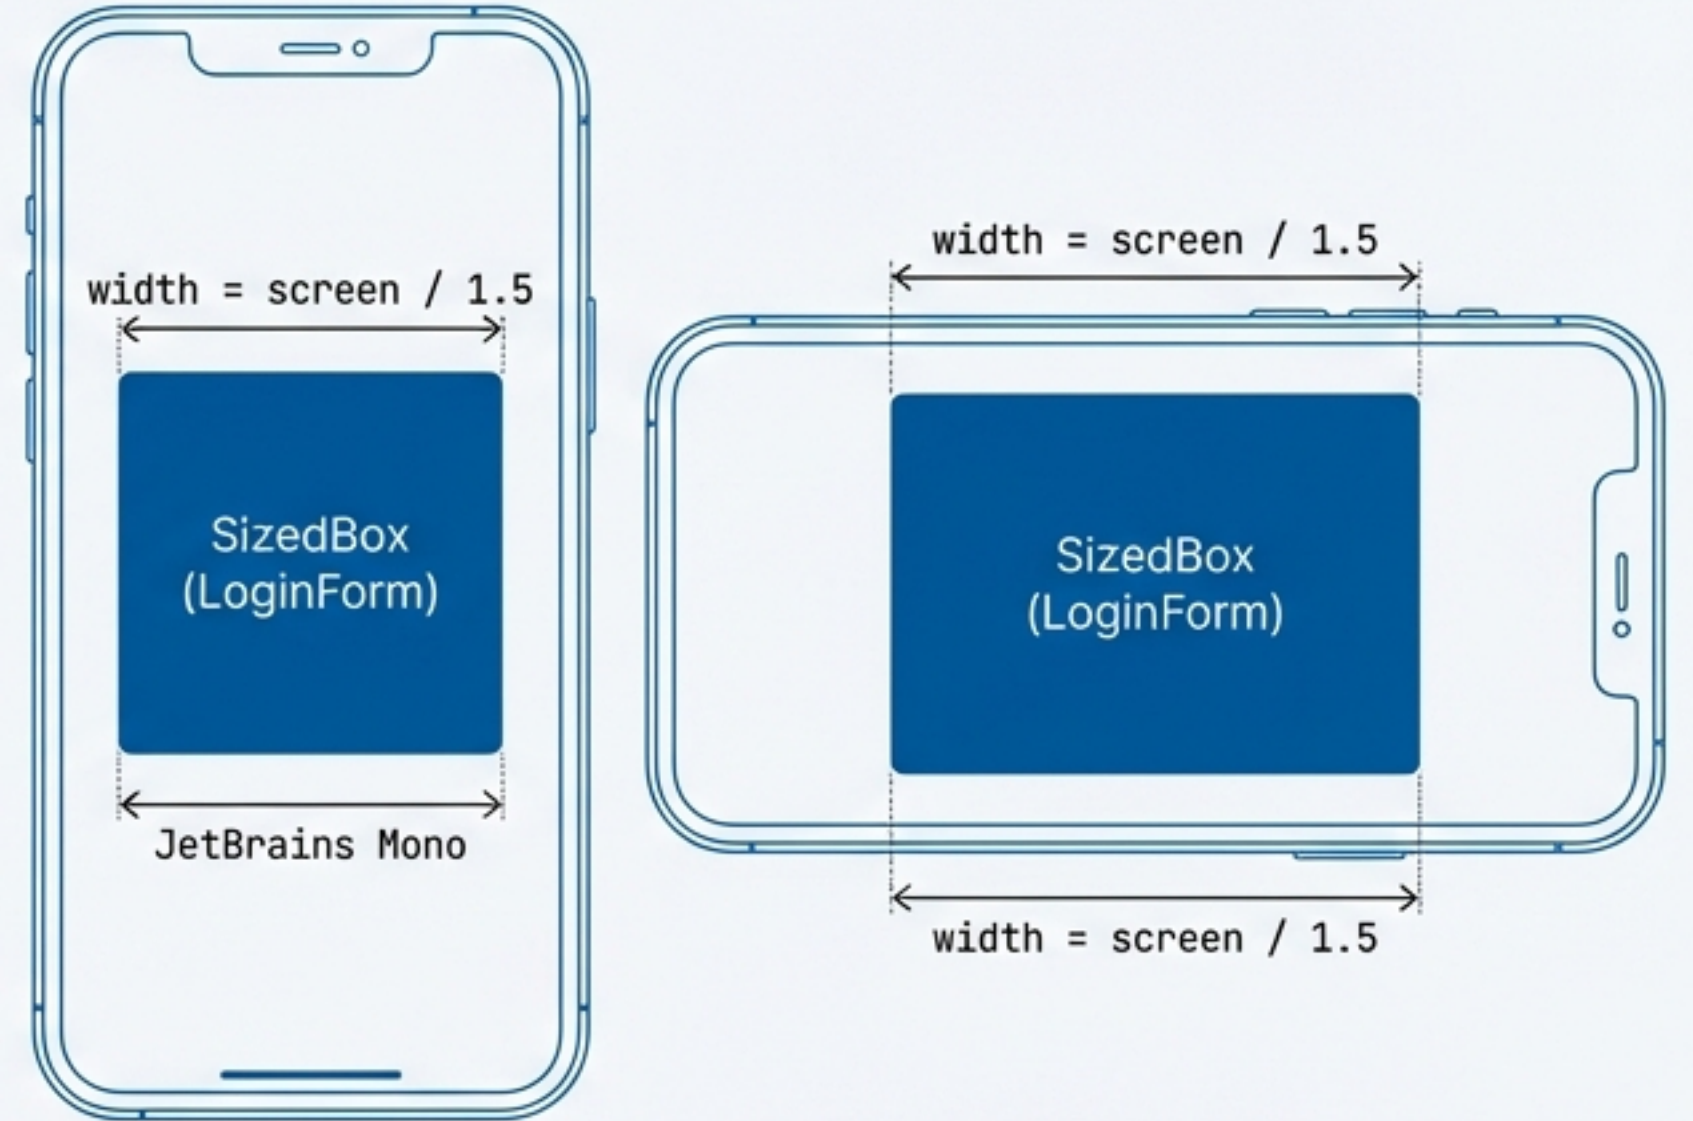 width = screen / 1.5
SizedBox
(LoginForm)
JetBrains Mono
width = screen / 1.5
SizedBox
(LoginForm)
width = screen / 1.5